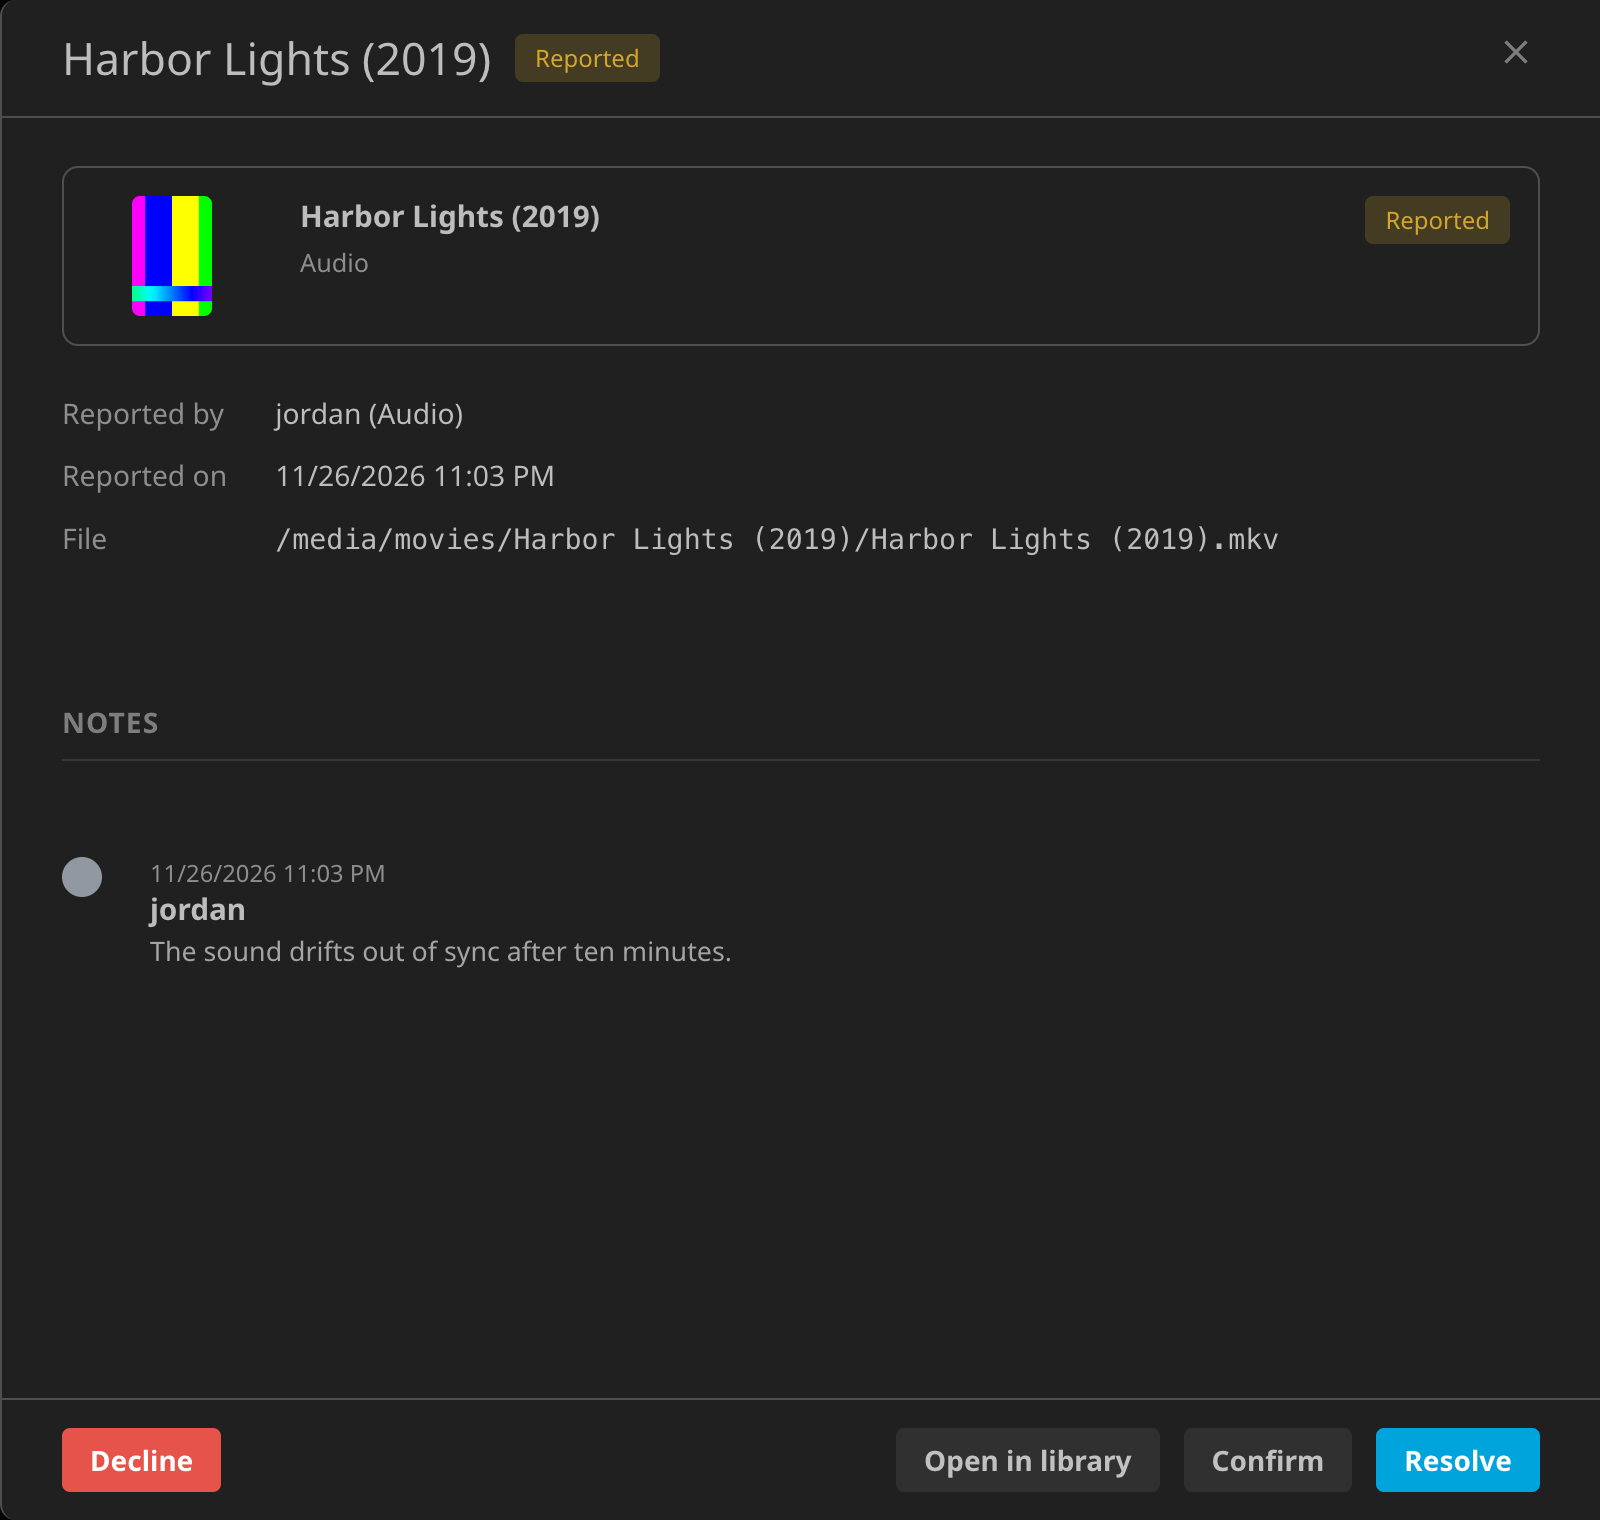 Harbor Lights (2019) Reported
Harbor Lights (2019) Reported
Audio
Reported by jordan (Audio)
Reported on 11/26/2026 11:03 PM
File /media/movies/Harbor Lights (2019)/Harbor Lights (2019).mkv
NOTES
11/26/2026 11:03 PM
jordan
The sound drifts out of sync after ten minutes.
Decline Open in library Confirm Resolve